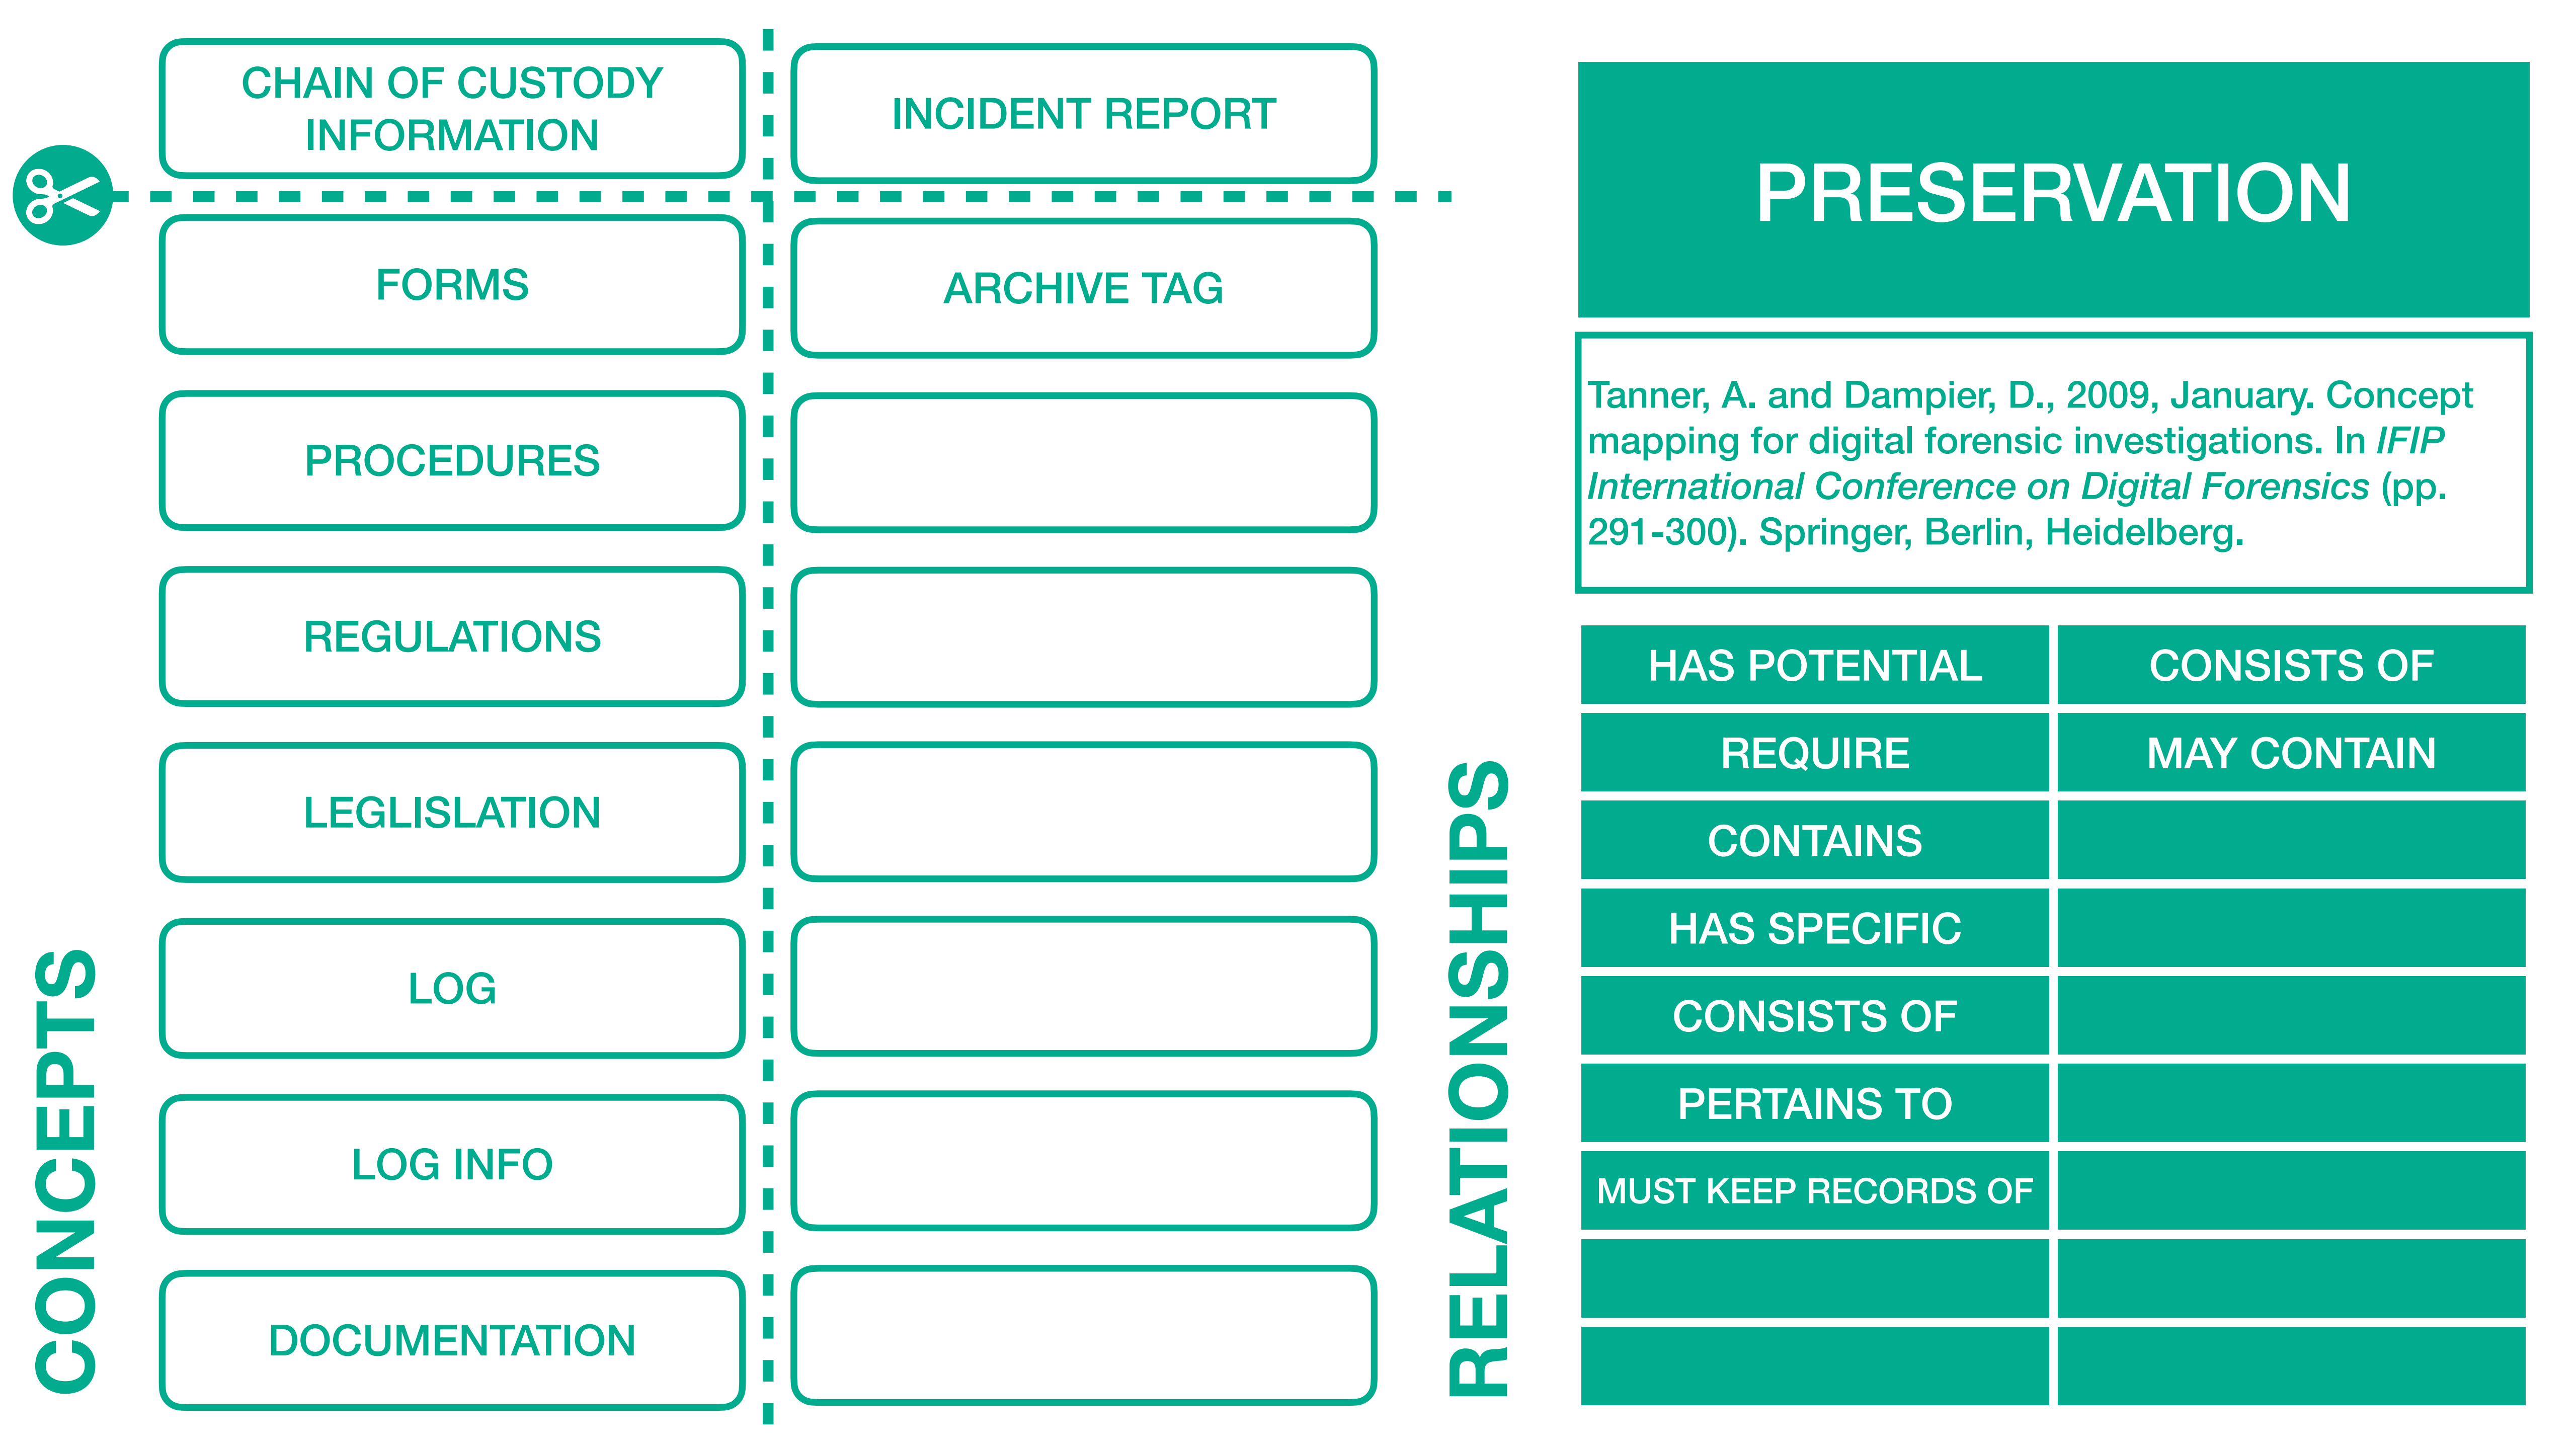 CHAIN OF CUSTODY
INFORMATION
FORMS
PROCEDURES
REGULATIONS
LEGLISLATION
LOG
LOG INFO
DOCUMENTATION
INCIDENT REPORT
ARCHIVE TAG
CONCEPTS
PRESERVATION
Tanner, A. and Dampier, D., 2009, January. Concept
mapping for digital forensic investigations. In IFIP
International Conference on Digital Forensics (pp.
291-300). Springer, Berlin, Heidelberg.
RELATIONSHIPS
HAS POTENTIAL
REQUIRE
CONTAINS
HAS SPECIFIC
CONSISTS OF
PERTAINS TO
MUST KEEP RECORDS OF
CONSISTS OF
MAY CONTAIN